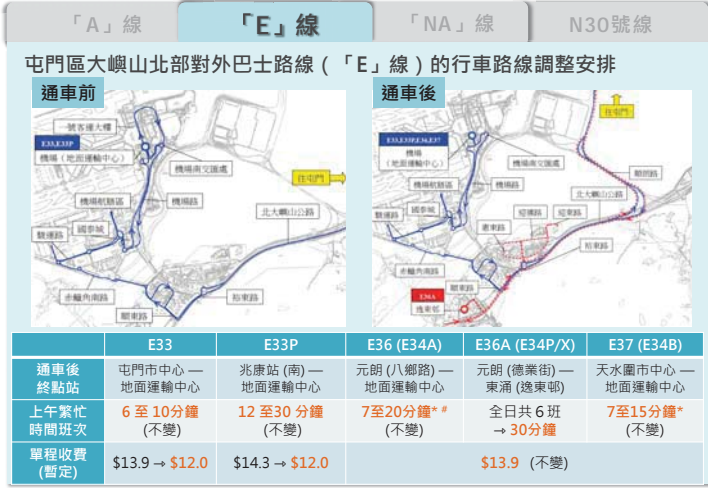 「A」線
「E」線
「NA」線
N30號線
屯門區大嶼山北部對外巴士路線(「E」線)的行車路線調整安排
通車前
一號客運大樓
E33,E33P
機場(地面運輸中心)
機場南交匯處
往屯門
機場航膳區
機場路
國泰城
駿運路
北大嶼山公路
赤鱲角南路
順東路
裕東路
通車後
往屯門
E33,E33P,E36,E37
機場
(地面運輸中心)
機場南交匯處
順朗路
機場航膳區
機場路
北大嶼山公路
駿運路
國泰城
迎禧路
迎東路
惠東路
裕東路
赤鱲角南路
順東路
E36A
逸東邨
E33
E33P
E36 (E34A)
E36A (E34P/X)
E37 (E34B)
通車後
終點站
屯門市中心 —
地面運輸中心
兆康站 (南) —
地面運輸中心
元朗 (八鄉路) —
地面運輸中心
元朗 (德業街) —
東涌 (逸東邨)
天水圍市中心 —
地面運輸中心
上午繁忙
時間班次
6 至 10分鐘
(不變)
12 至30 分鐘
(不變)
7至20分鐘* #
(不變)
全日共 6 班
→ 30分鐘
7至15分鐘*
(不變)
單程收費
(暫定)
$13.9 → $12.0
$14.3 → $12.0
$13.9 (不變)